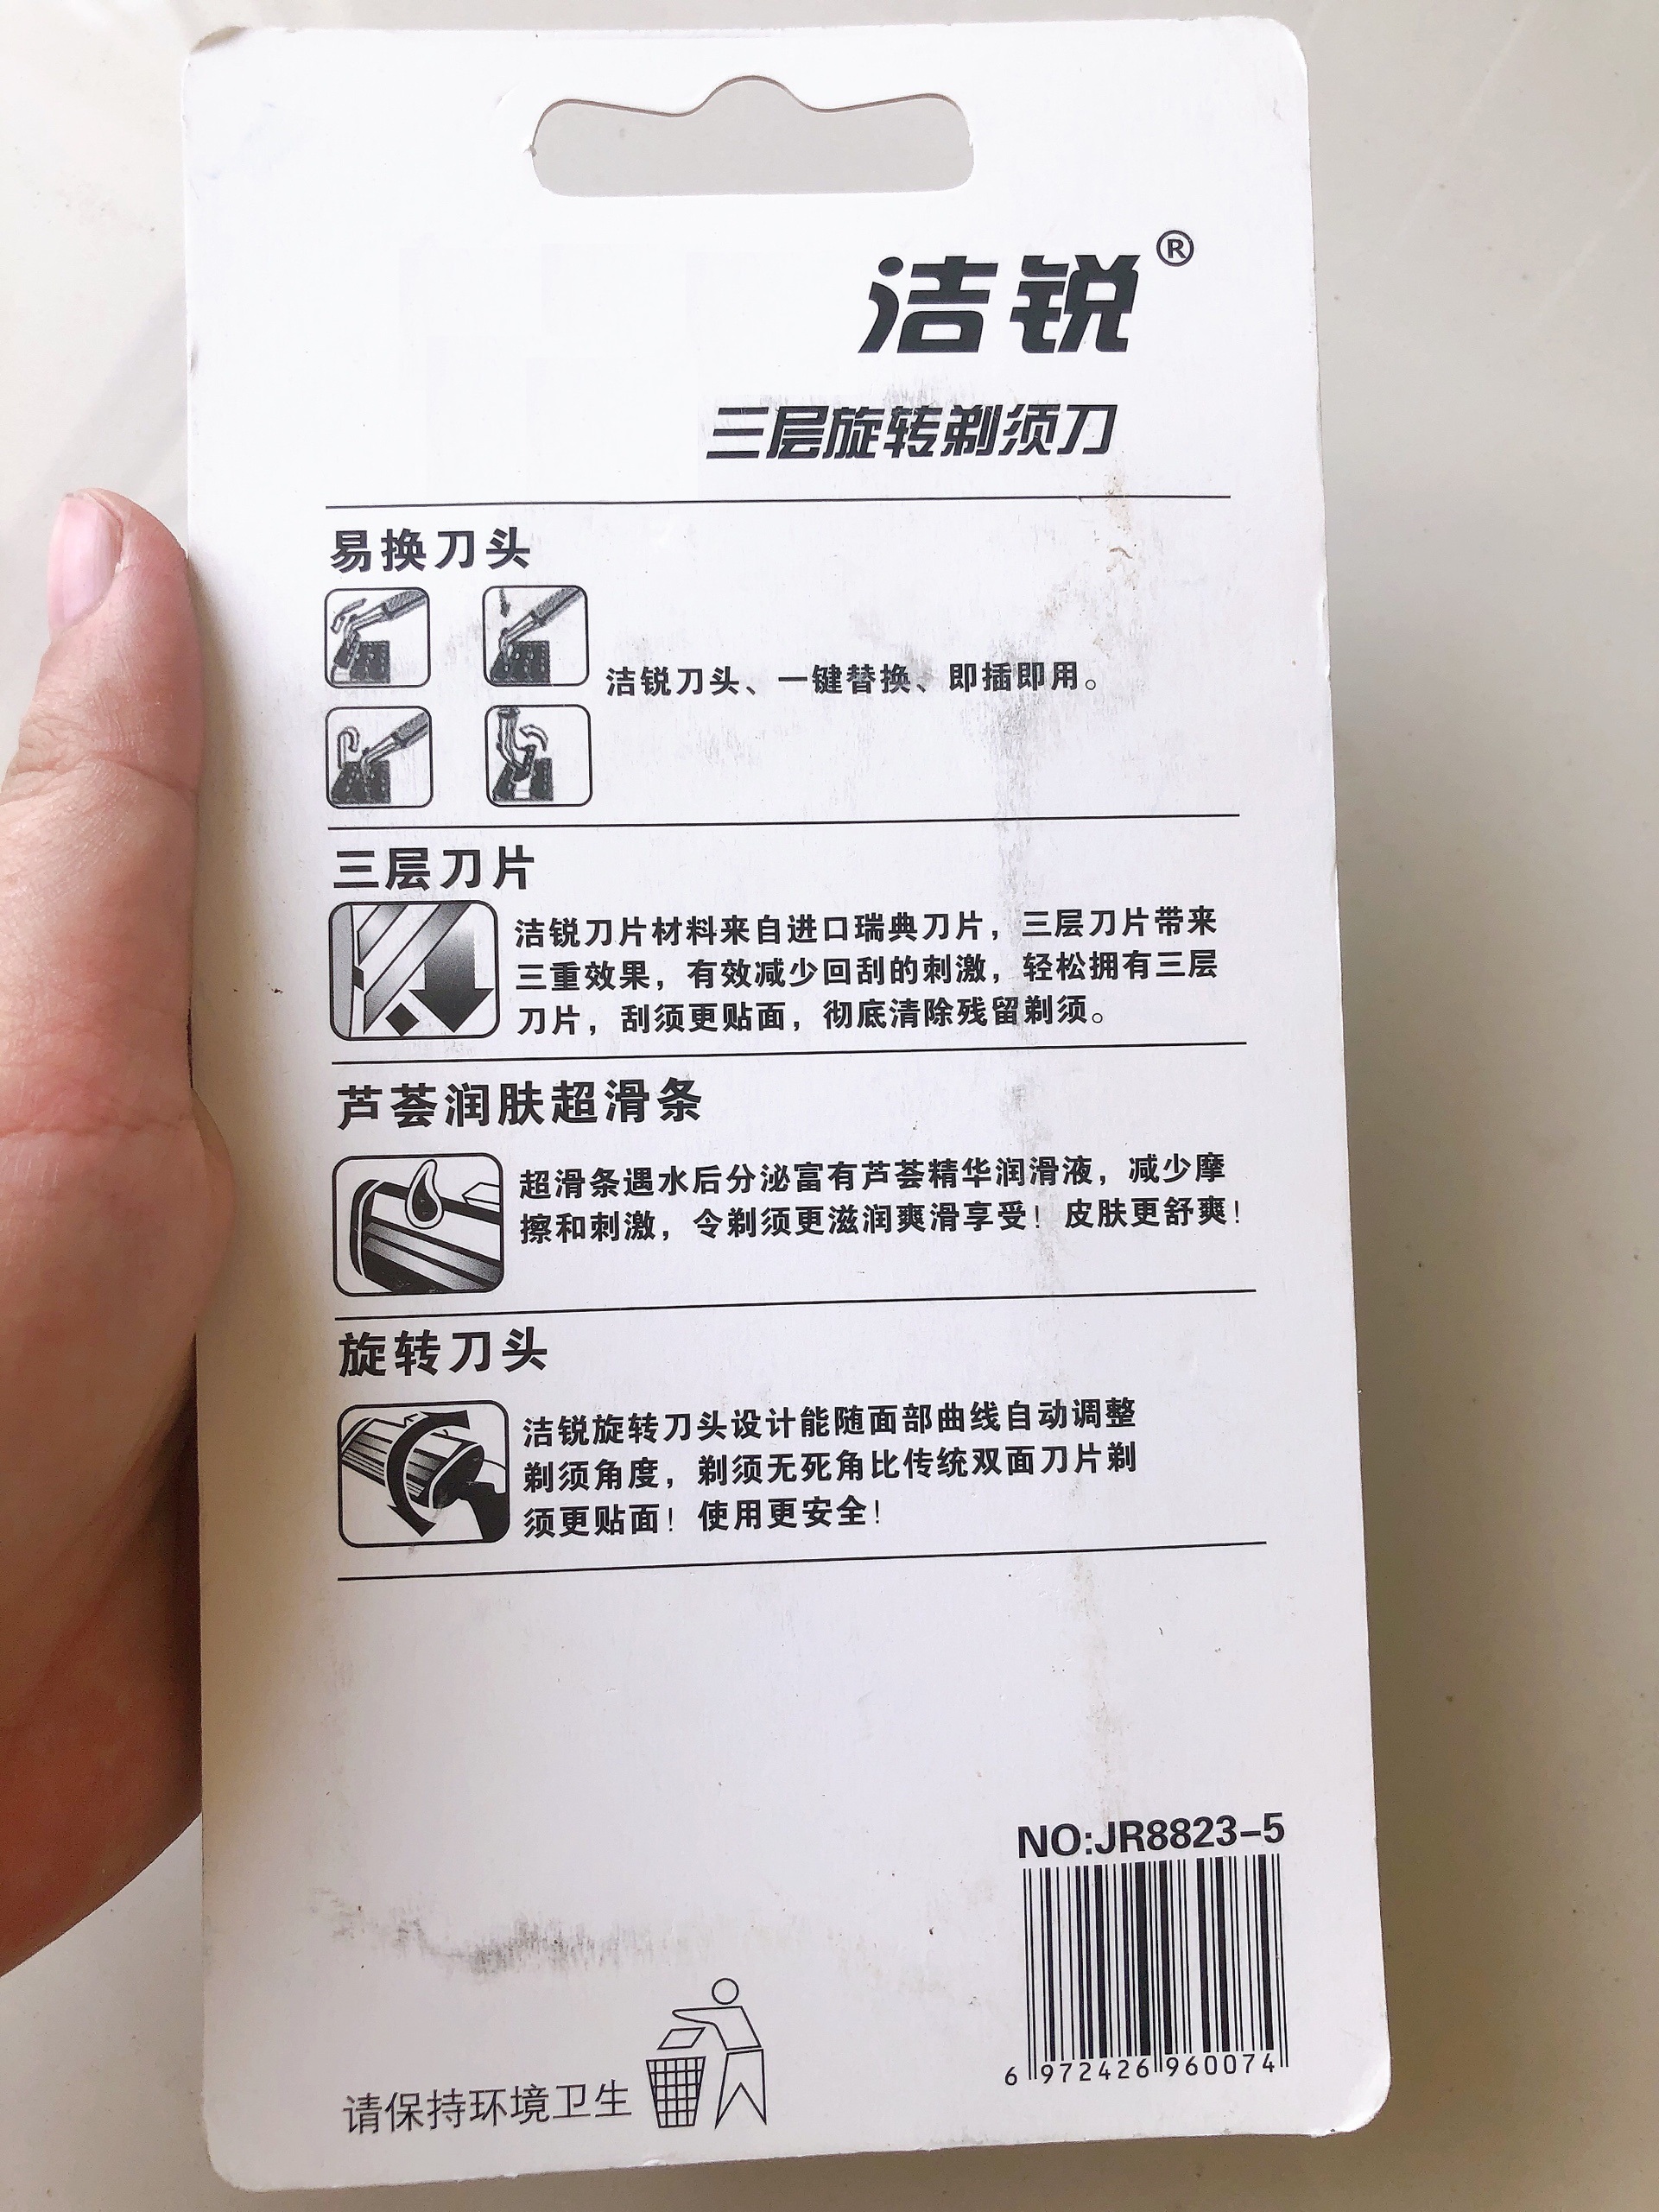 洁锐®
三层旋转剃须刀
易换刀头
洁锐刀头、一键替换、即插即用。
三层刀片
洁锐刀片材料来自进口瑞典刀片，三层刀片带来
三重效果，有效减少回刮的刺激，轻松拥有三层
刀片，刮须更贴面，彻底清除残留剃须。
芦荟润肤超滑条
超滑条遇水后分泌富有芦荟精华润滑液，减少摩
擦和刺激，令剃须更滋润爽滑享受！皮肤更舒爽！
旋转刀头
洁锐旋转刀头设计能随面部曲线自动调整
剃须角度，剃须无死角比传统双面刀片剃
须更贴面！使用更安全！
NO:JR8823-5
6 972426 960074
请保持环境卫生